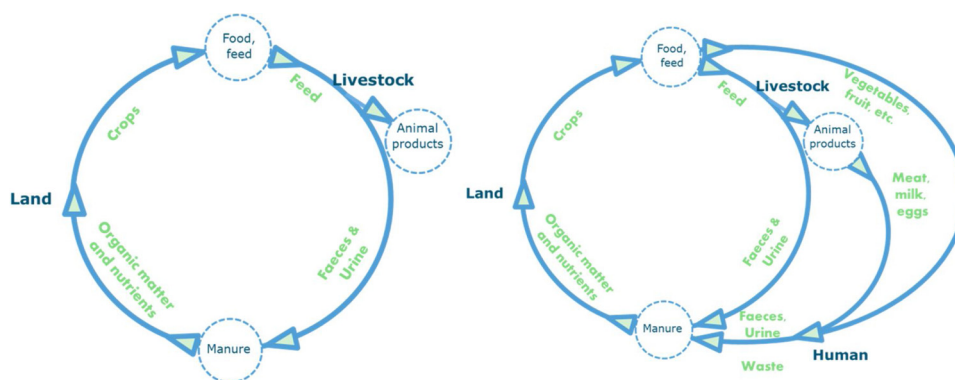 Food,
feed
Feed
Livestock
Animal
products
Crops
Land
Organic matter
and nutrients
Faeces &
Urine
Manure
Food,
feed
Feed
Livestock
Vegetables,
fruit, etc.
Animal
products
Crops
Meat,
milk,
eggs
Land
Organic matter
and nutrients
Faeces &
Urine
Manure
Faeces,
Urine
Human
Waste